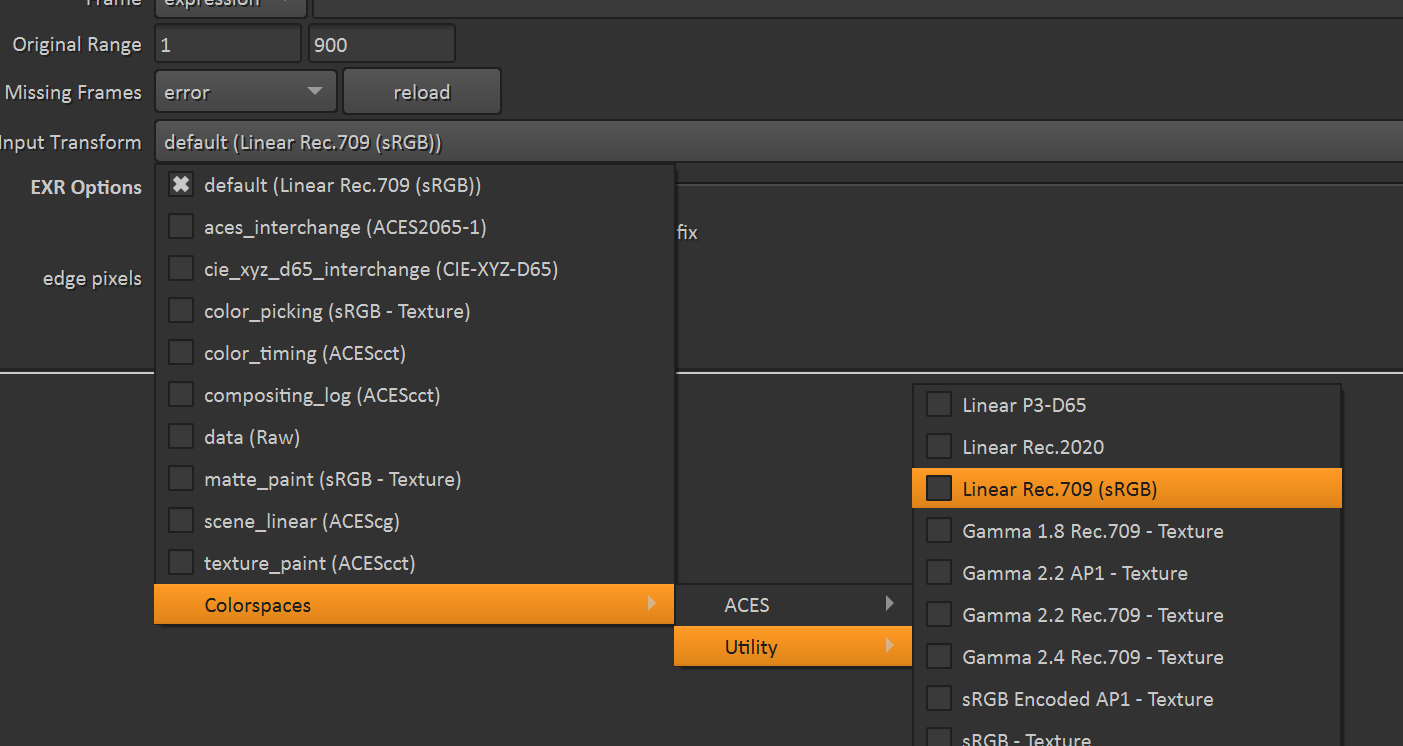 Frame expression
Original Range 1 900
Missing Frames error reload
Input Transform default (Linear Rec.709 (sRGB))
EXR Options
fix
edge pixels
default (Linear Rec.709 (sRGB))
aces_interchange (ACES2065-1)
cie_xyz_d65_interchange (CIE-XYZ-D65)
color_picking (sRGB - Texture)
color_timing (ACEScct)
compositing_log (ACEScct)
data (Raw)
matte_paint (sRGB - Texture)
scene_linear (ACEScg)
texture_paint (ACEScct)
Colorspaces
ACES
Utility
Linear P3-D65
Linear Rec.2020
Linear Rec.709 (sRGB)
Gamma 1.8 Rec.709 - Texture
Gamma 2.2 AP1 - Texture
Gamma 2.2 Rec.709 - Texture
Gamma 2.4 Rec.709 - Texture
sRGB Encoded AP1 - Texture
sRGB - Texture